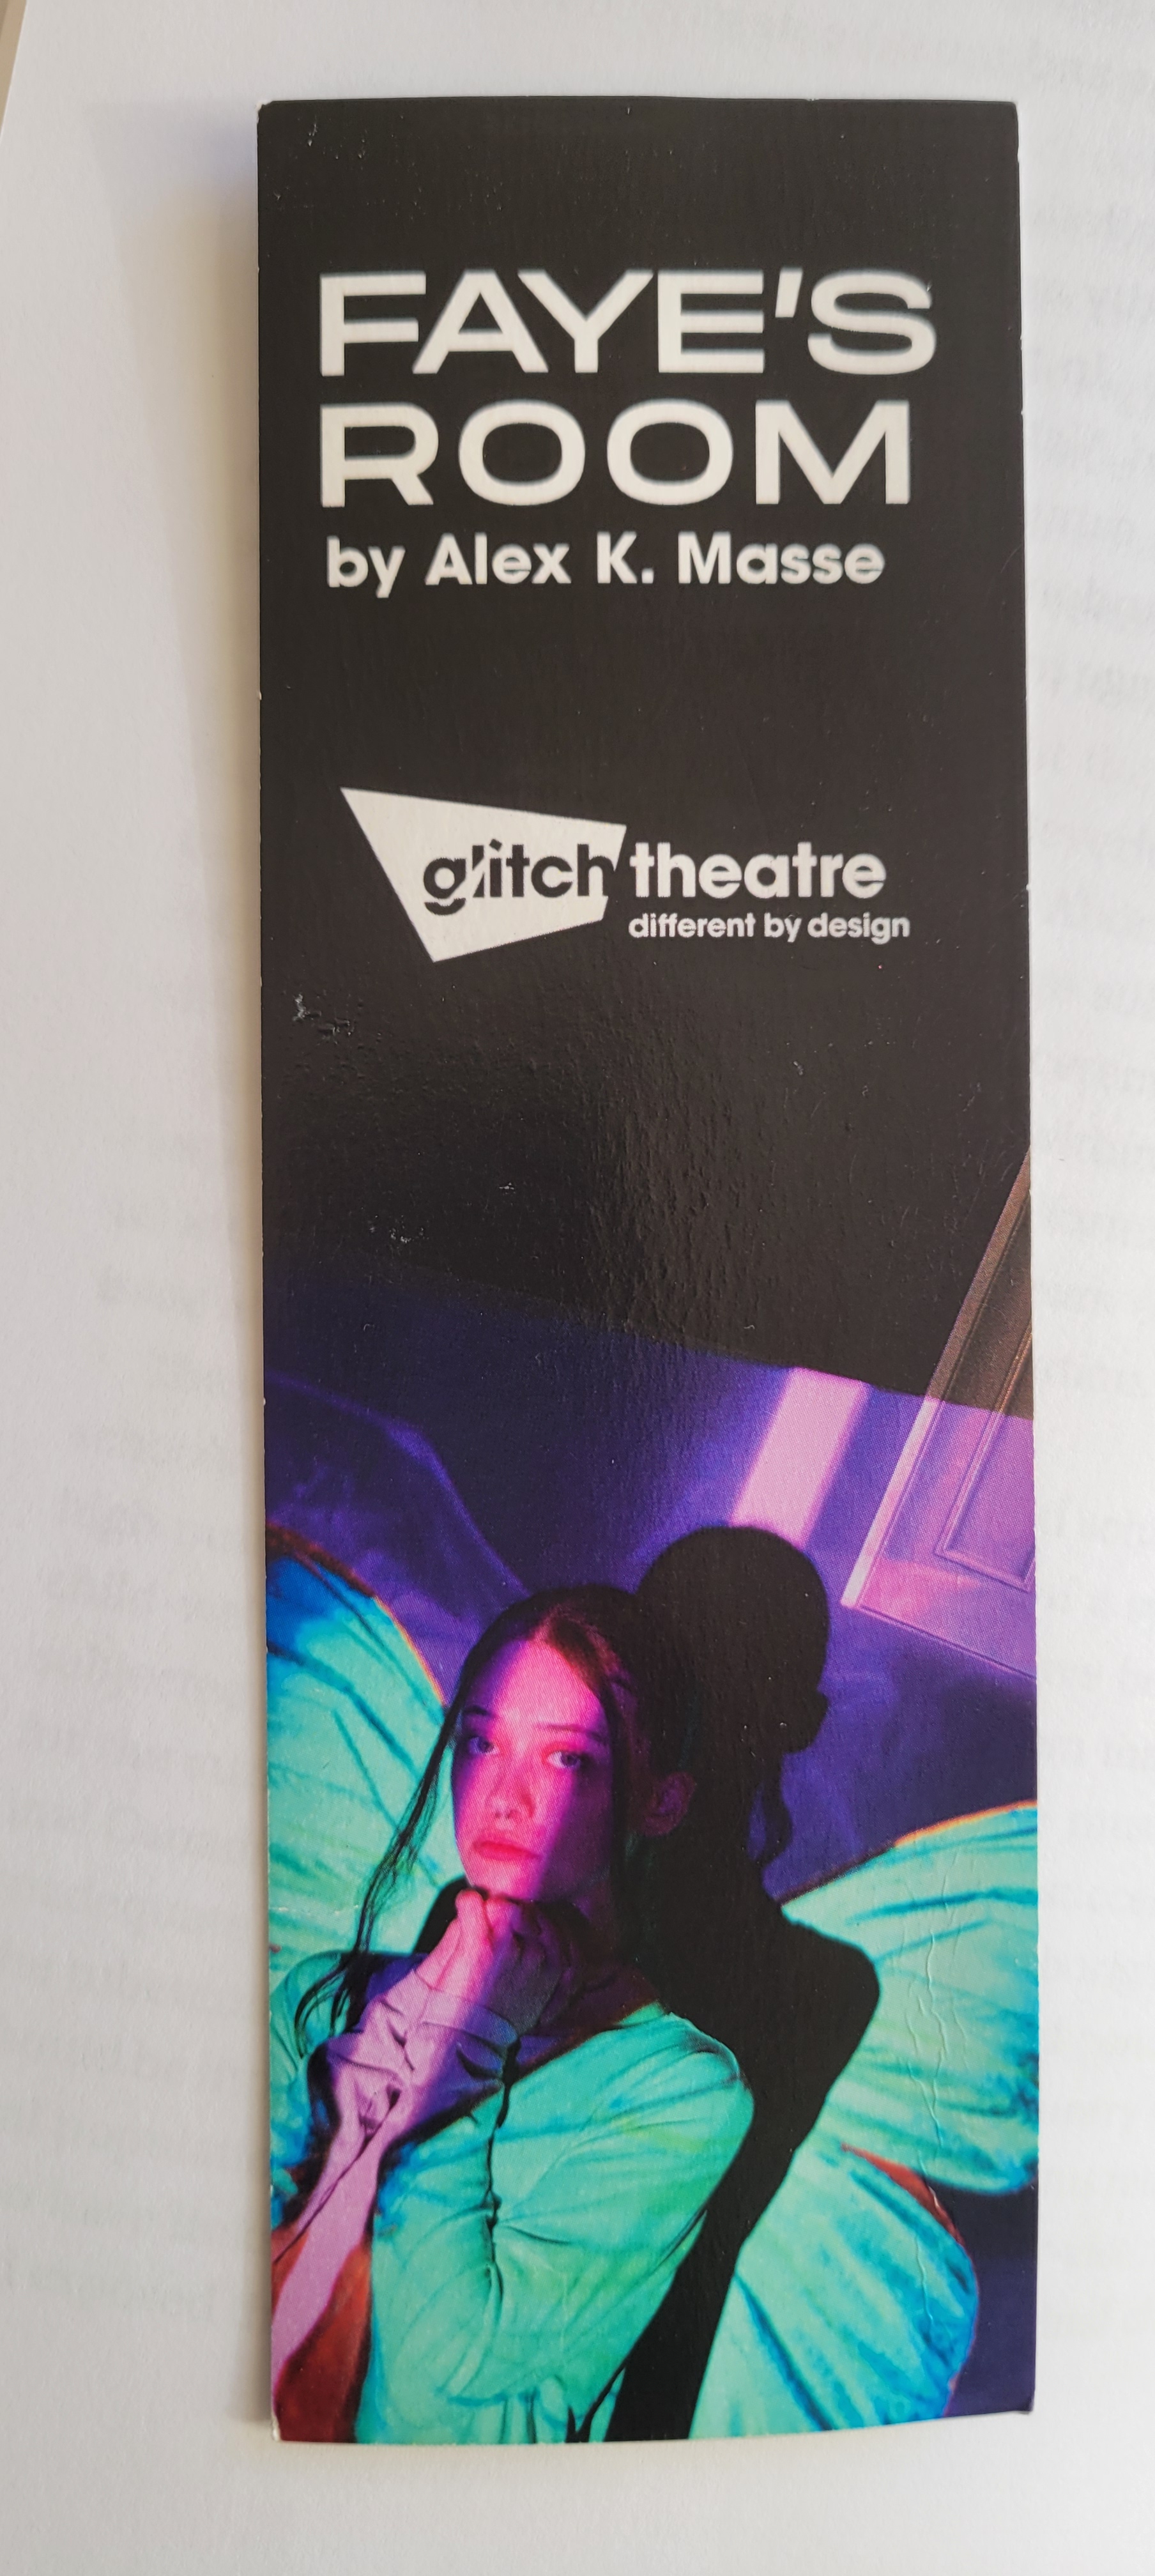 FAYE'S
ROOM
by Alex K. Masse
glitch theatre
different by design